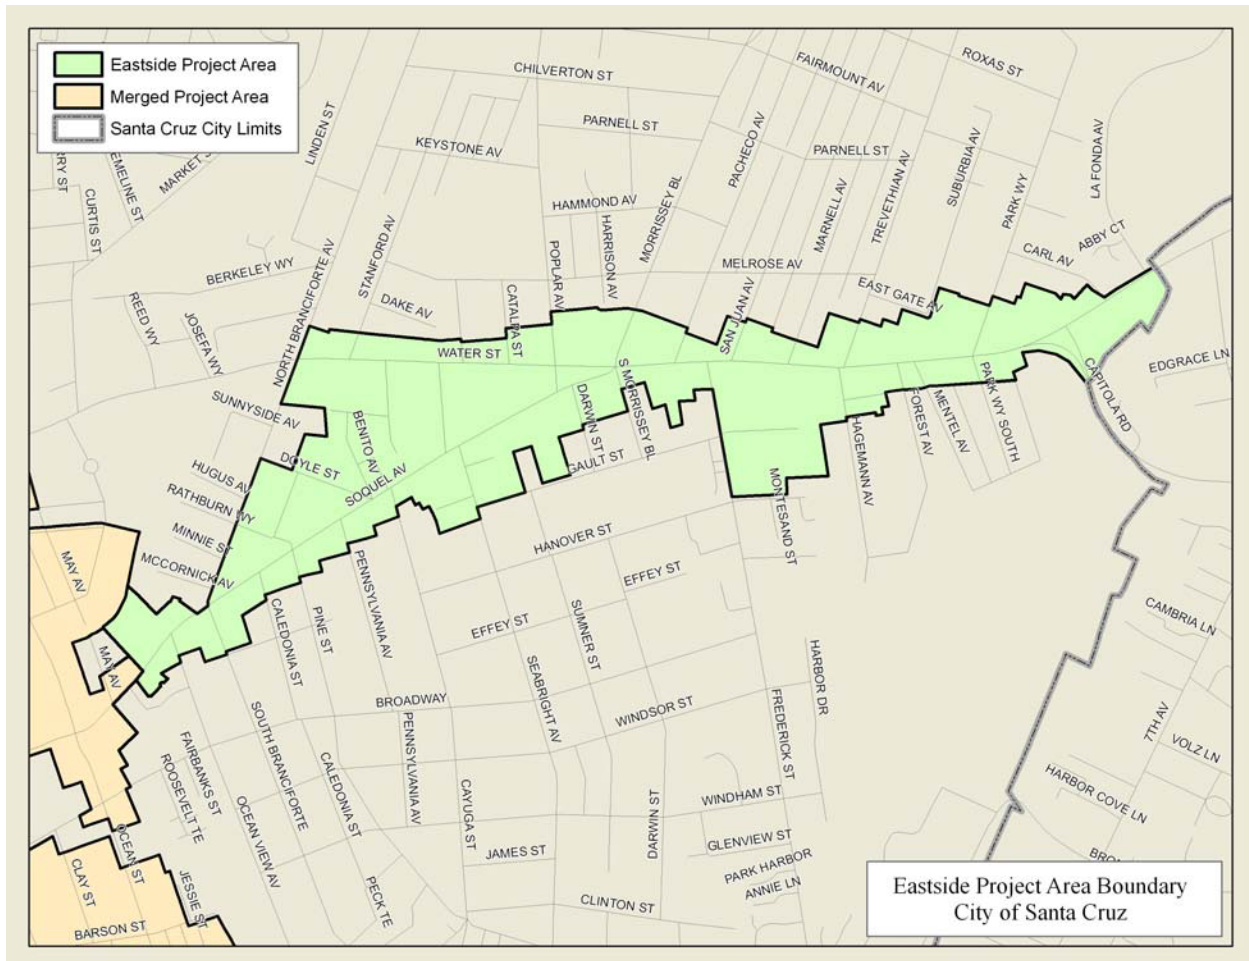 Eastside Project Area
Merged Project Area
Santa Cruz City Limits
ROXAS ST
FAIRMOUNT AV
CHILVERTON ST
LINDEN ST
PARNELL ST
KEYSTONE AV
PACHECO AV
PARNELL ST
LA FONDA AV
SUBURBIA AV
TREVETHIAN AV
EMELINE ST
MARKET S
RRY ST
CURTIS ST
HAMMOND AV
MORRISSEY BL
MARNELL AV
PARK WY
HARRISON AV
STANFORD AV
ABBY CT
CARL AV
BERKELEY WY
NORTH BRANCIFORTE AV
POPLAR AV
MELROSE AV
EAST GATE AV
REED WY
JOSEFA WY
DAKE AV
CATALPA ST
SAN JUAN AV
WATER ST
EDGRACE LN
CAPITOLA RD
S MORRISSEY BL
DARWIN ST
PARK WY SOUTH
MENTEL AV
FOREST AV
HAGEMANN AV
SUNNYSIDE AV
BENITO AV
DOYLE ST
SOQUEL AV
GAULT ST
HUGUS AV
RATHBURN WY
MONTESAND ST
MINNIE ST
HANOVER ST
MAY AV
MCCORNICK AV
PENNSYLVANIA AV
EFFEY ST
CALEDONIA ST
PINE ST
EFFEY ST
SUMNER ST
CAMBRIA LN
MAY AV
SEABRIGHT AV
HARBOR DR
BROADWAY
SOUTH BRANCIFORTE
WINDSOR ST
FREDERICK ST
7TH AV
FAIRBANKS ST
ROOSEVELT TE
PENNSYLVANIA AV
CALEDONIA ST
VOLZ LN
HARBOR COVE LN
OCEAN VIEW AV
CAYUGA ST
DARWIN ST
WINDHAM ST
OCEAN ST
GLENVIEW ST
JAMES ST
PARK HARBOR
ANNIE LN
CLAY ST
JESSIE ST
PECK TE
CLINTON ST
BARSON ST
Eastside Project Area Boundary
City of Santa Cruz